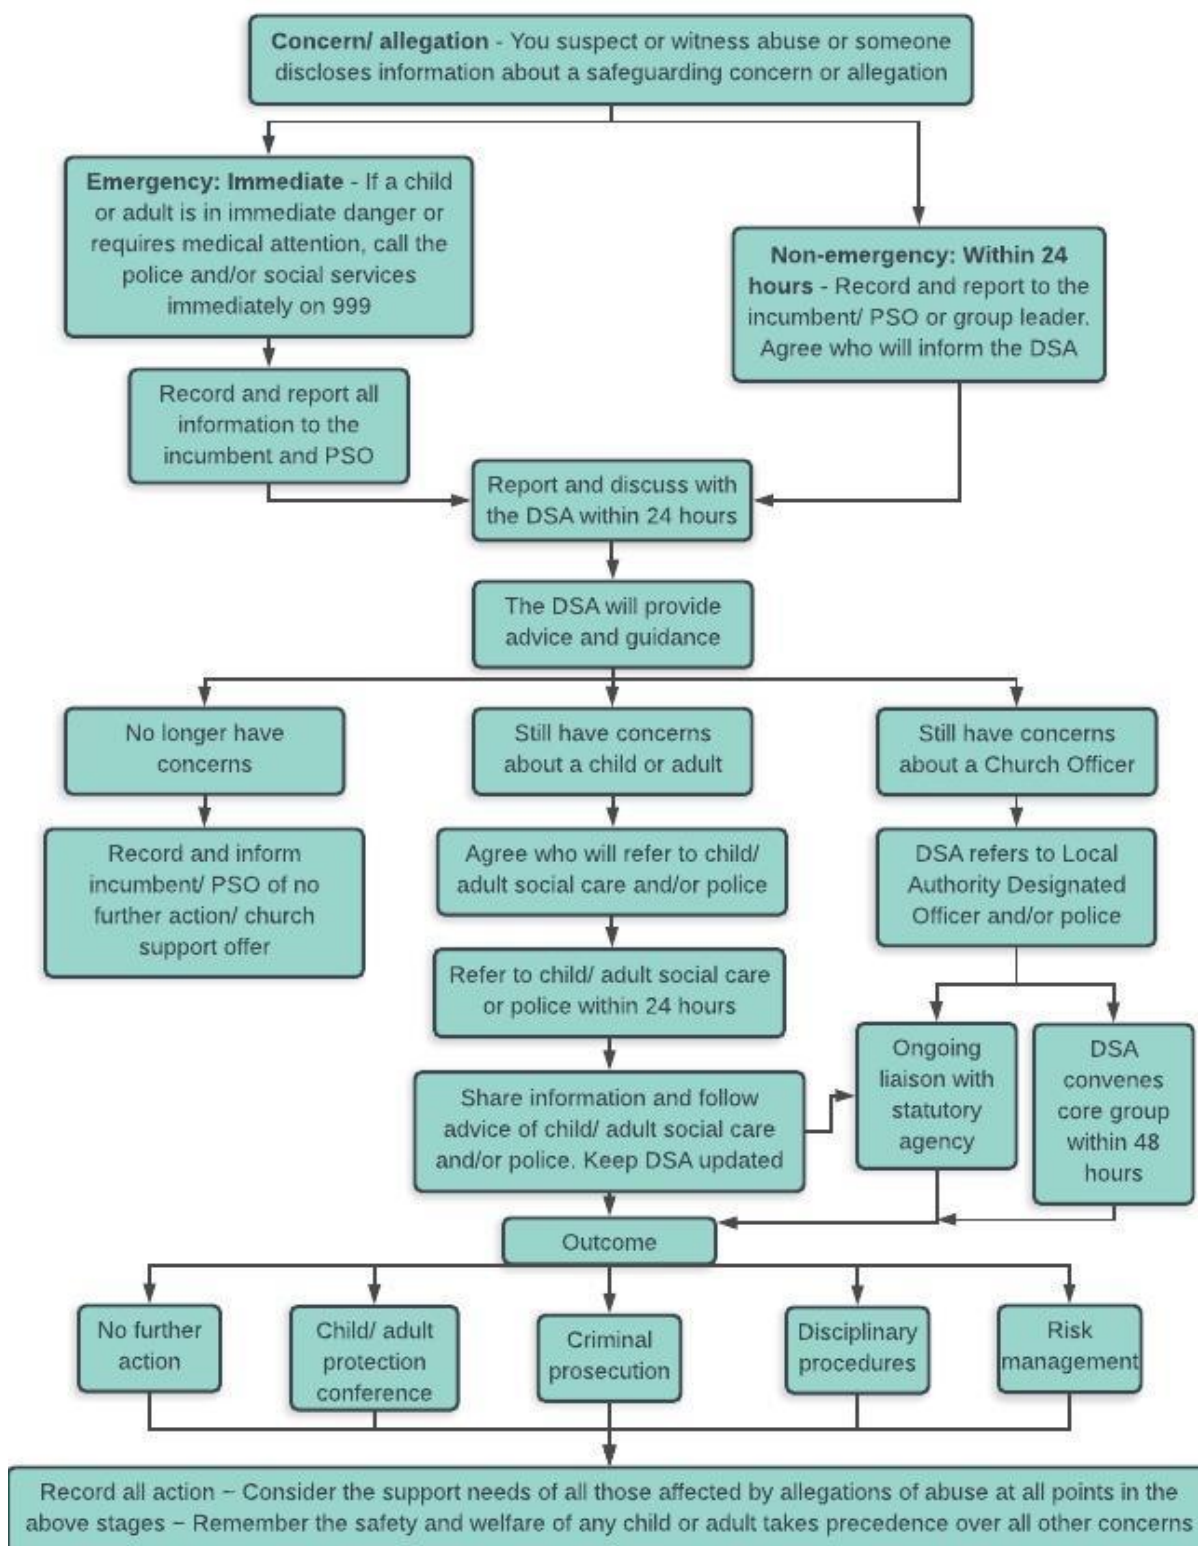 Concern/ allegation - You suspect or witness abuse or someone
discloses information about a safeguarding concern or allegation
Emergency: Immediate - If a child
or adult is in immediate danger or
requires medical attention, call the
police and/or social services
immediately on 999
Non-emergency: Within 24
hours - Record and report to the
incumbent/ PSO or group leader.
Agree who will inform the DSA
Record and report all
information to the
incumbent and PSO
Report and discuss with
the DSA within 24 hours
The DSA will provide
advice and guidance
No longer have
concerns
Still have concerns
about a child or adult
Still have concerns
about a Church Officer
Record and inform
incumbent/ PSO of no
further action/ church
support offer
Agree who will refer to child/
adult social care and/or police
DSA refers to Local
Authority Designated
Officer and/or police
Refer to child/ adult social care
or police within 24 hours
Ongoing
liaison with
statutory
agency
DSA
convenes
core group
within 48
hours
Share information and follow
advice of child/ adult social care
and/or police. Keep DSA updated
Outcome
No further
action
Child/ adult
protection
conference
Criminal
prosecution
Disciplinary
procedures
Risk
management
Record all action – Consider the support needs of all those affected by allegations of abuse at all points in the
above stages – Remember the safety and welfare of any child or adult takes precedence over all other concerns